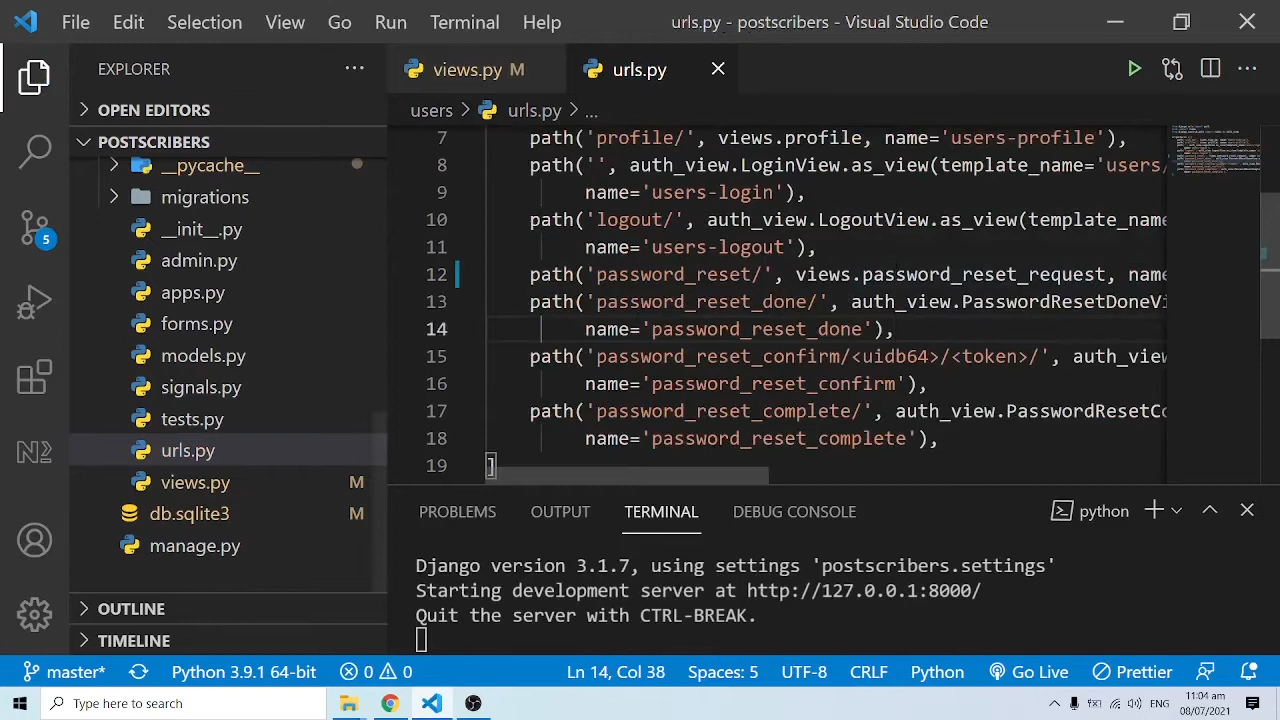 File Edit Selection View Go Run Terminal Help urls.py - postscribers - Visual Studio Code
EXPLORER
views.py M urls.py
OPEN EDITORS
users urls.py ...
POSTSCRIBERS
__pycache__
migrations
__init__.py
admin.py
apps.py
forms.py
models.py
signals.py
tests.py
urls.py
views.py M
db.sqlite3 M
manage.py
OUTLINE
TIMELINE
5
7 path('profile/', views.profile, name='users-profile'),
8 path('', auth_view.LoginView.as_view(template_name='users/
9 name='users-login'),
10 path('logout/', auth_view.LogoutView.as_view(template_name
11 name='users-logout'),
12 path('password_reset/', views.password_reset_request, name
13 path('password_reset_done/', auth_view.PasswordResetDoneVi
14 name='password_reset_done'),
15 path('password_reset_confirm/<uidb64>/<token>/', auth_view
16 name='password_reset_confirm'),
17 path('password_reset_complete/', auth_view.PasswordResetCo
18 name='password_reset_complete'),
19 ]
PROBLEMS OUTPUT TERMINAL DEBUG CONSOLE python
Django version 3.1.7, using settings 'postscribers.settings'
Starting development server at http://127.0.0.1:8000/
Quit the server with CTRL-BREAK.
master* Python 3.9.1 64-bit 0 0 Ln 14, Col 38 Spaces: 5 UTF-8 CRLF Python Go Live Prettier
Type here to search
ENG
11:04 am
08/07/2021